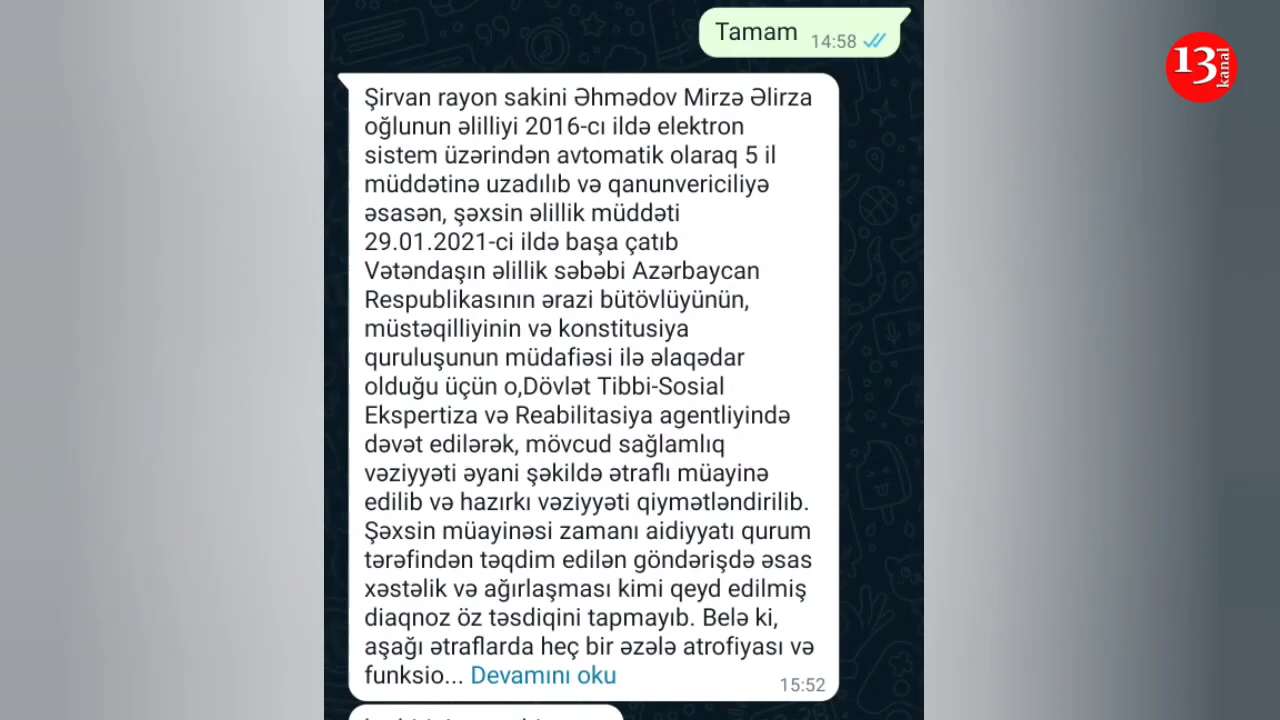 Tamam 14:58
13 kanal
Şirvan rayon sakini Əhmədov Mirzə Əlirza
oğlunun əlilliyi 2016-cı ildə elektron
sistem üzərindən avtomatik olaraq 5 il
müddətinə uzadılıb və qanunvericiliyə
əsasən, şəxsin əlillik müddəti
29.01.2021-ci ildə başa çatıb
Vətəndaşın əlillik səbəbi Azərbaycan
Respublikasının ərazi bütövlüyünün,
müstəqilliyinin və konstitusiya
quruluşunun müdafiəsi ilə əlaqədar
olduğu üçün o,Dövlət Tibbi-Sosial
Ekspertiza və Reabilitasiya agentliyində
dəvət edilərək, mövcud sağlamlıq
vəziyyəti əyani şəkildə ətraflı müayinə
edilib və hazırkı vəziyyəti qiymətləndirilib.
Şəxsin müayinəsi zamanı aidiyyatı qurum
tərəfindən təqdim edilən göndərişdə əsas
xəstəlik və ağırlaşması kimi qeyd edilmiş
diaqnoz öz təsdiqini tapmayıb. Belə ki,
aşağı ətraflarda heç bir əzələ atrofiyası və
funksio... Devamını oku 15:52